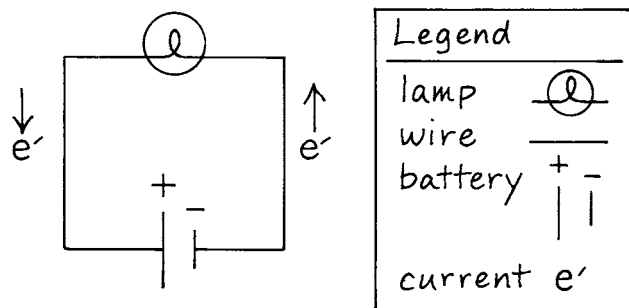 e′
e′
+
-
Legend
lamp
wire
battery + -
current e′